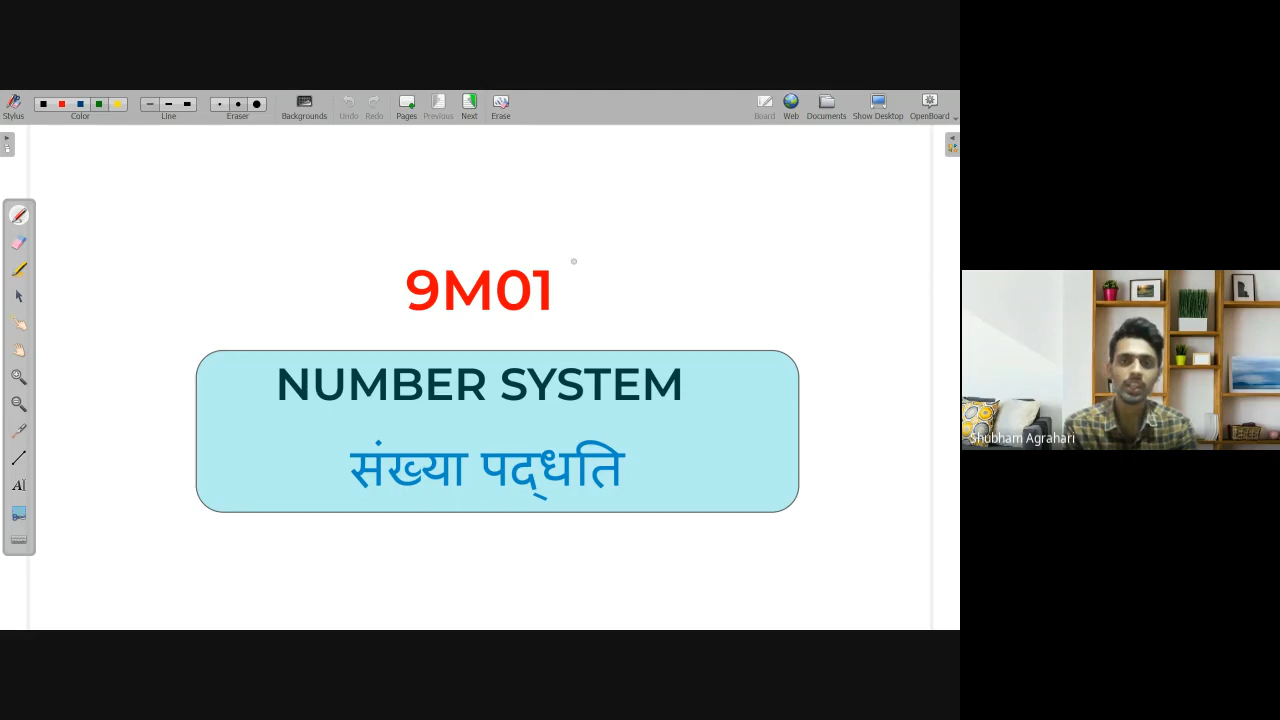 Stylus
Color
Line
Eraser
Backgrounds
Undo
Redo
Pages
Previous
Next
Erase
Board
Web
Documents
Show Desktop
OpenBoard
9M01
NUMBER SYSTEM
संख्या पद्धति
AI
Shubham Agrahari